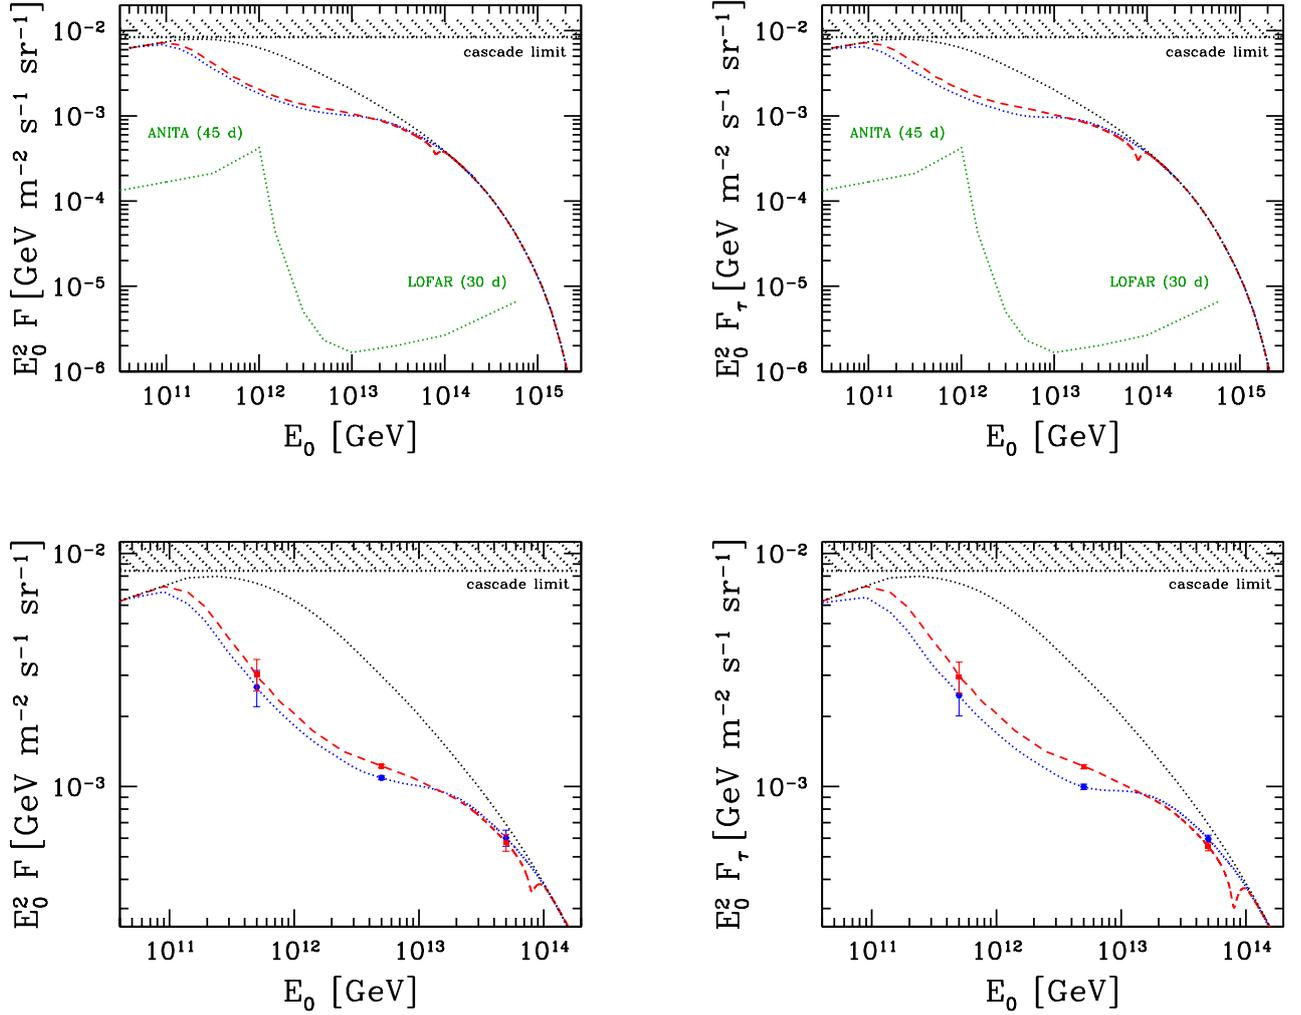 E₀² F [GeV m⁻² s⁻¹ sr⁻¹]
10⁻²
10⁻³
10⁻⁴
10⁻⁵
10⁻⁶
cascade limit
ANITA (45 d)
LOFAR (30 d)
10¹¹ 10¹² 10¹³ 10¹⁴ 10¹⁵
E₀ [GeV]
E₀² F_τ [GeV m⁻² s⁻¹ sr⁻¹]
10⁻²
10⁻³
10⁻⁴
10⁻⁵
10⁻⁶
cascade limit
ANITA (45 d)
LOFAR (30 d)
10¹¹ 10¹² 10¹³ 10¹⁴ 10¹⁵
E₀ [GeV]
E₀² F [GeV m⁻² s⁻¹ sr⁻¹]
10⁻²
10⁻³
cascade limit
10¹¹ 10¹² 10¹³ 10¹⁴
E₀ [GeV]
E₀² F_τ [GeV m⁻² s⁻¹ sr⁻¹]
10⁻²
10⁻³
cascade limit
10¹¹ 10¹² 10¹³ 10¹⁴
E₀ [GeV]